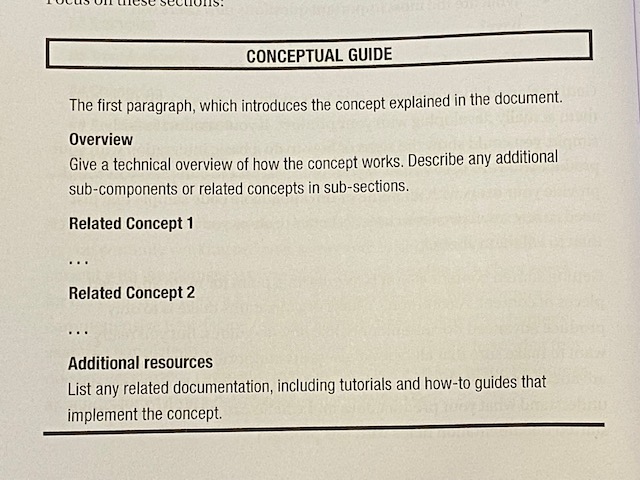 Focus on these sections:
CONCEPTUAL GUIDE
The first paragraph, which introduces the concept explained in the document.
Overview
Give a technical overview of how the concept works. Describe any additional
sub-components or related concepts in sub-sections.
Related Concept 1
...
Related Concept 2
...
Additional resources
List any related documentation, including tutorials and how-to guides that
implement the concept.